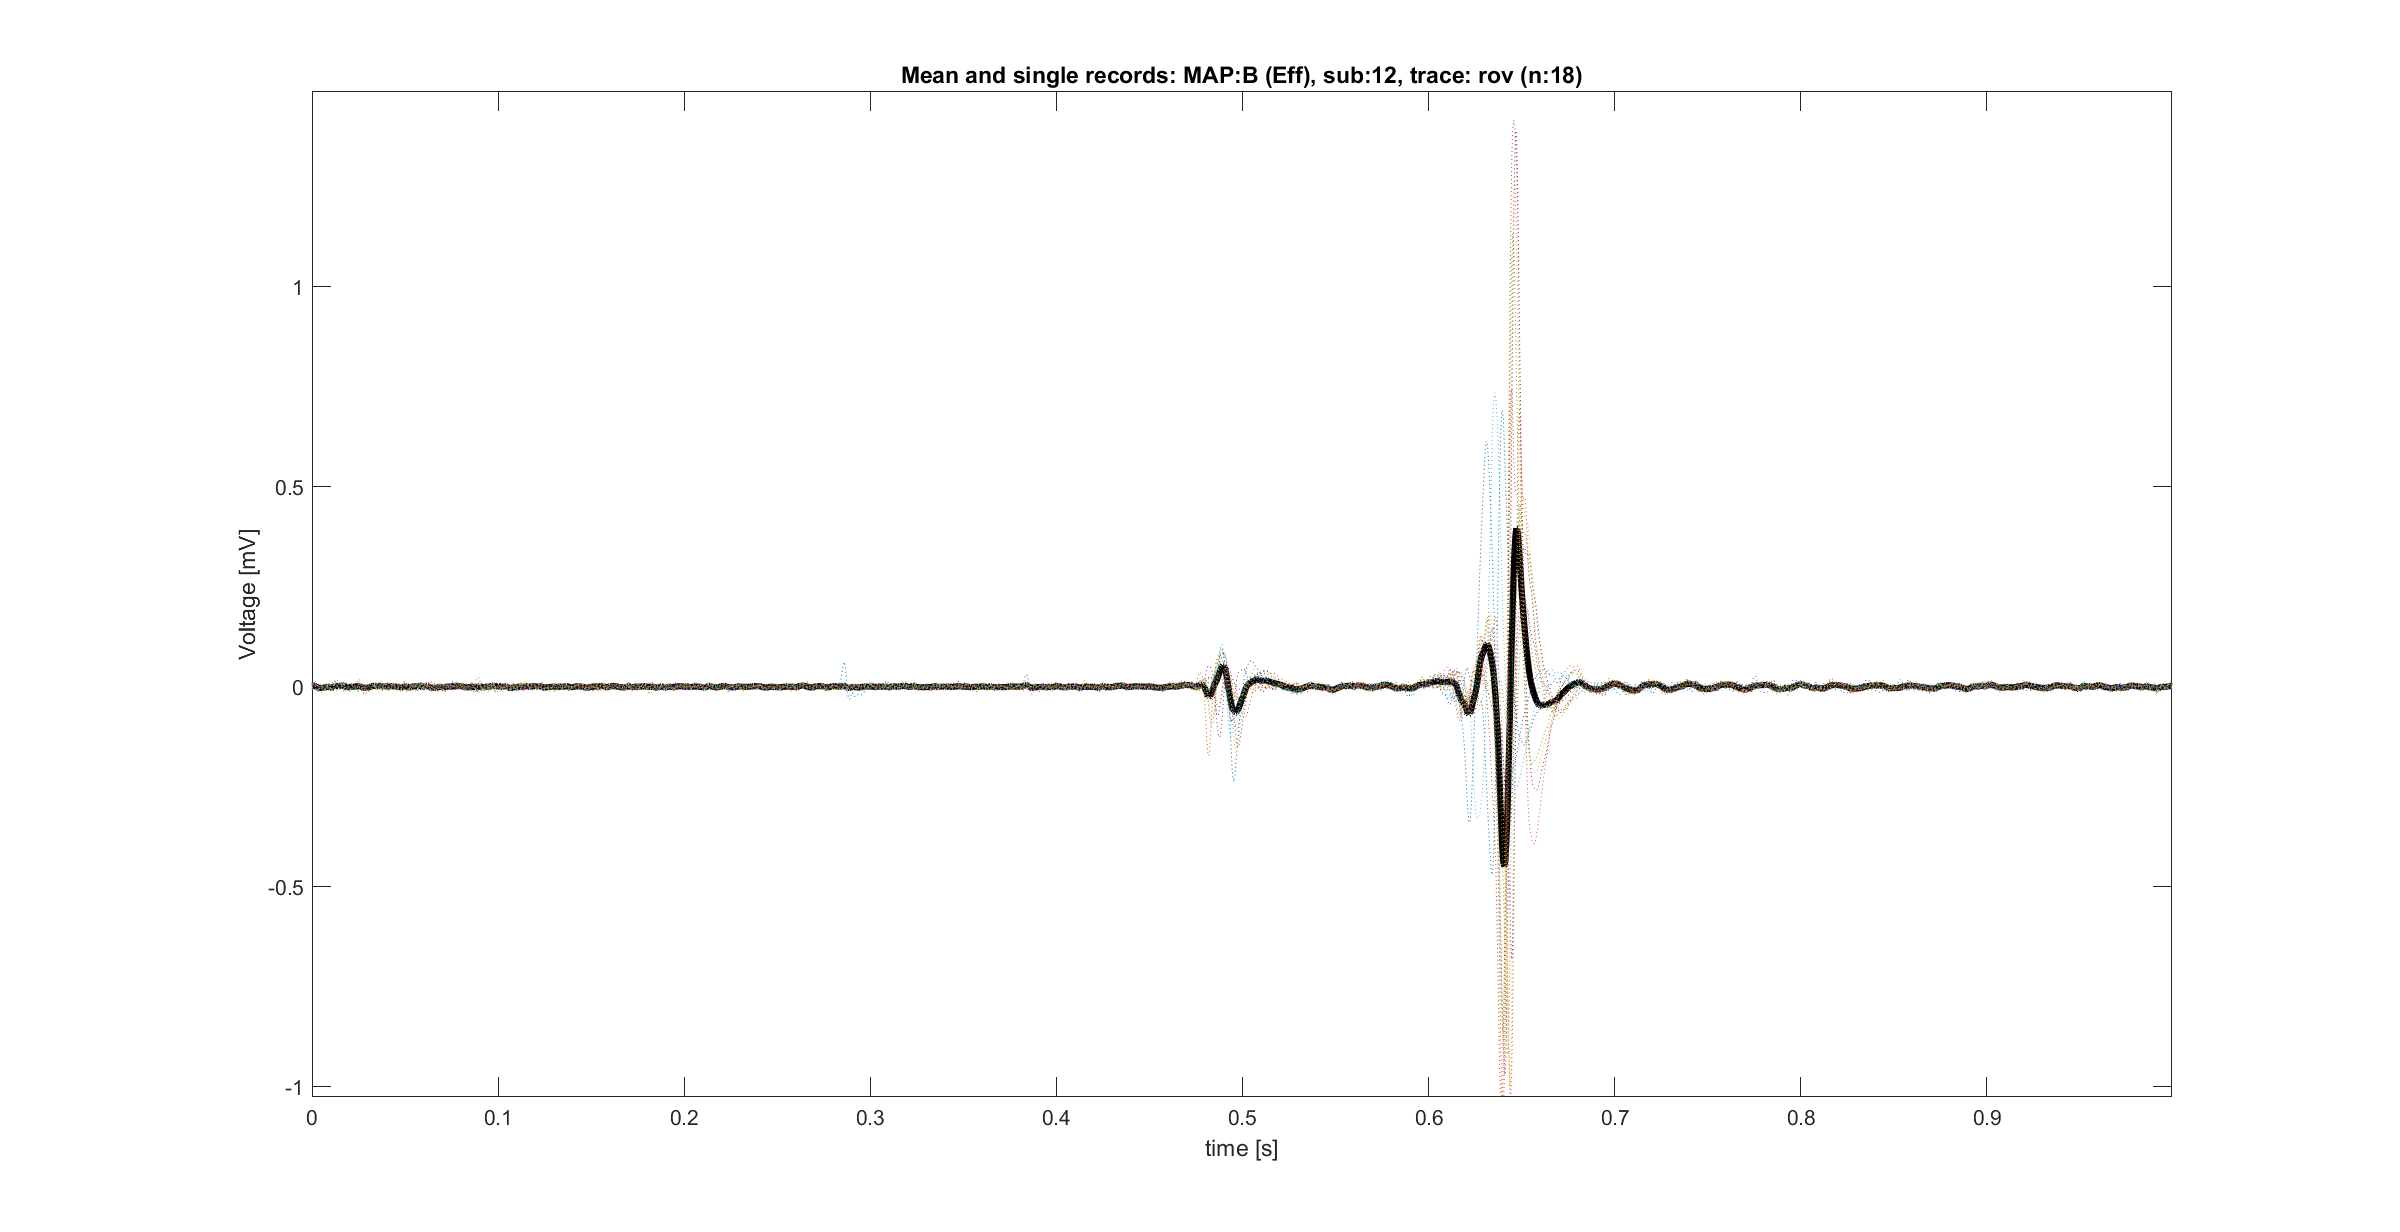 Mean and single records: MAP:B (Eff), sub:12, trace: rov (n:18)
1
0.5
0
-0.5
-1
Voltage [mV]
0 0.1 0.2 0.3 0.4 0.5 0.6 0.7 0.8 0.9
time [s]